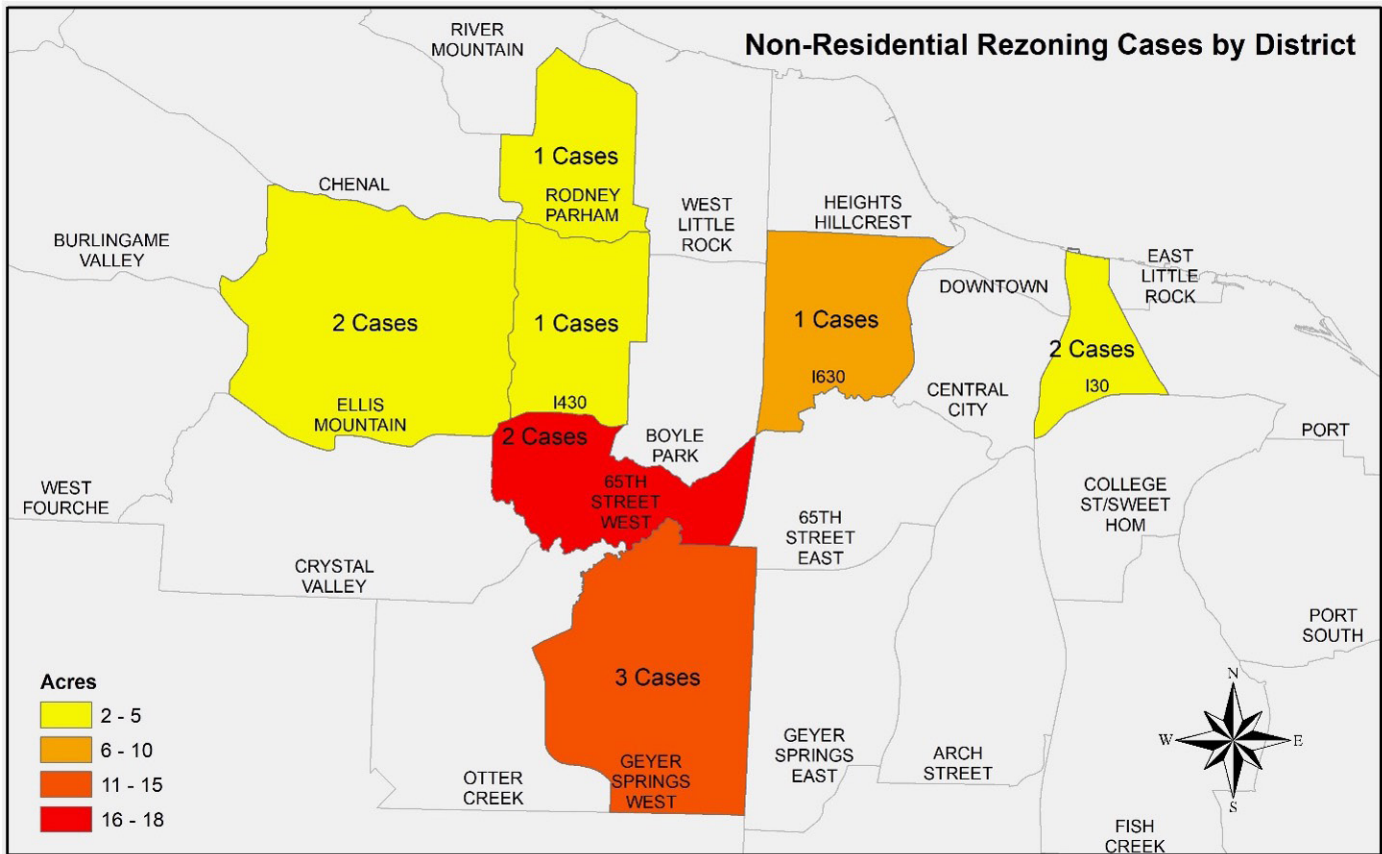 Non-Residential Rezoning Cases by District
RIVER
MOUNTAIN
1 Cases
RODNEY
PARHAM
CHENAL
WEST
LITTLE
ROCK
HEIGHTS
HILLCREST
BURLINGAME
VALLEY
EAST
LITTLE
ROCK
DOWNTOWN
2 Cases
1 Cases
1 Cases
2 Cases
I630
I30
ELLIS
MOUNTAIN
I430
CENTRAL
CITY
2 Cases
BOYLE
PARK
PORT
WEST
FOURCHE
65TH
STREET
WEST
65TH
STREET
EAST
COLLEGE
ST/SWEET
HOM
CRYSTAL
VALLEY
PORT
SOUTH
3 Cases
Acres
2 - 5
6 - 10
11 - 15
16 - 18
N
W
E
S
OTTER
CREEK
GEYER
SPRINGS
WEST
GEYER
SPRINGS
EAST
ARCH
STREET
FISH
CREEK